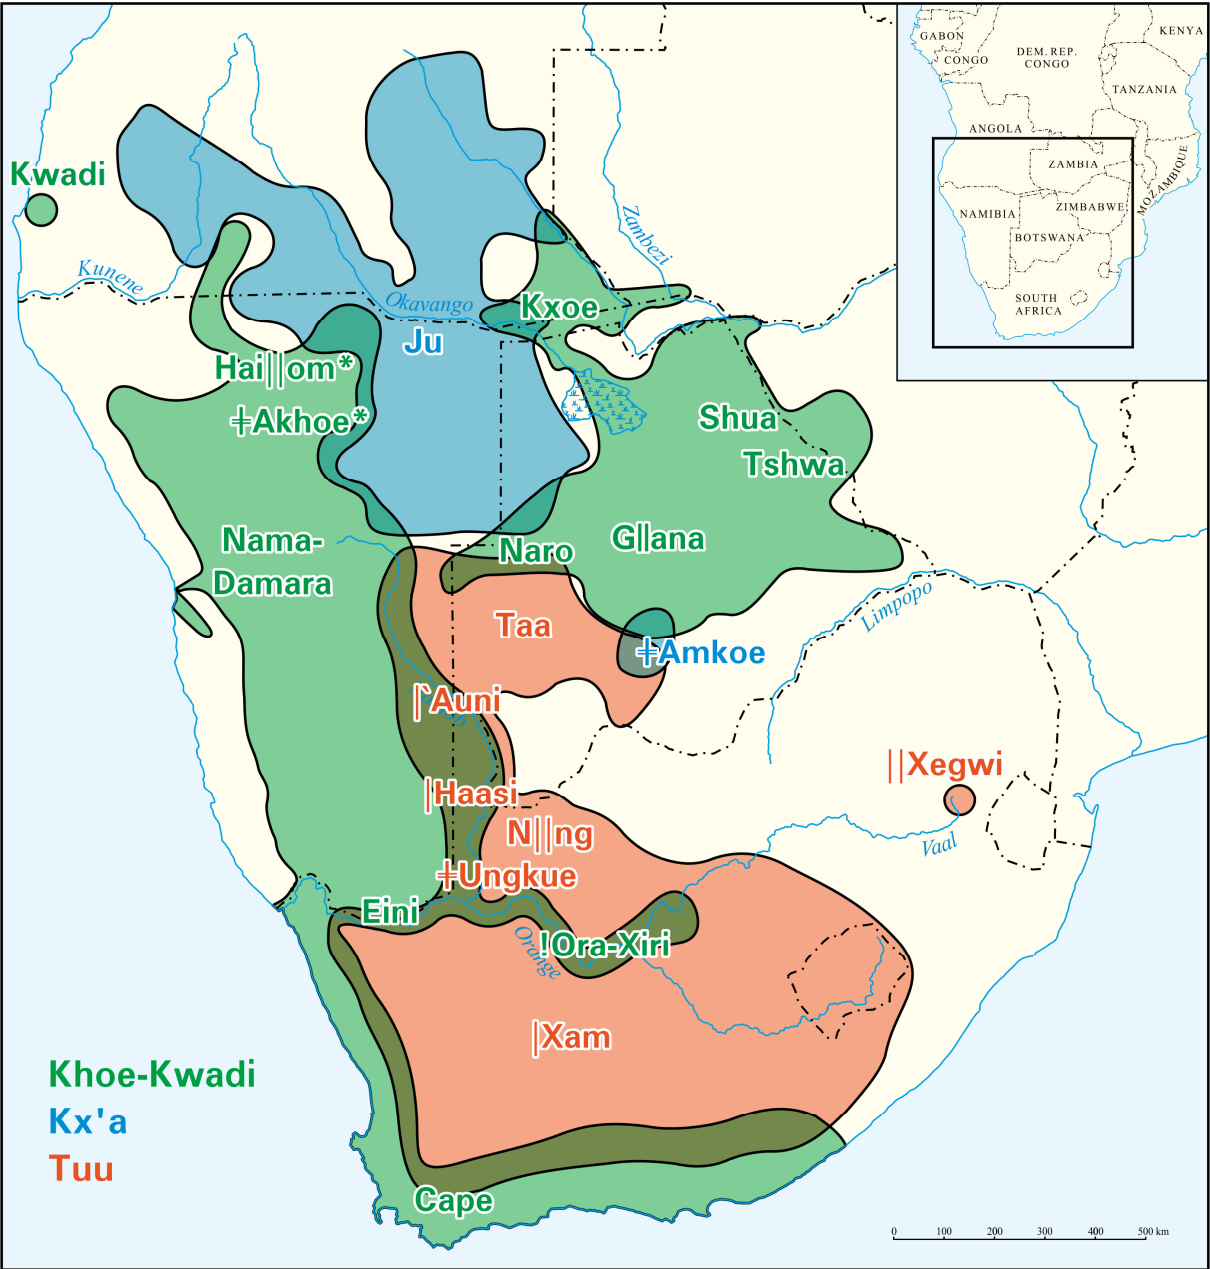 GABON
CONGO
DEM. REP.
CONGO
KENYA
TANZANIA
ANGOLA
ZAMBIA
MOZAMBIQUE
NAMIBIA
ZIMBABWE
BOTSWANA
SOUTH
AFRICA
Kwadi
Kunene
Zambezi
Okavango
Kxoe
Ju
Hai||om*
ǂAkhoe*
Shua
Tshwa
Nama-
Damara
Naro
G||ana
Taa
ǂAmkoe
Limpopo
|`Auni
|Haasi
||Xegwi
N||ng
ǂUngkue
Vaal
Eini
!Ora-Xiri
Orange
|Xam
Khoe-Kwadi
Kx'a
Tuu
Cape
0 100 200 300 400 500 km